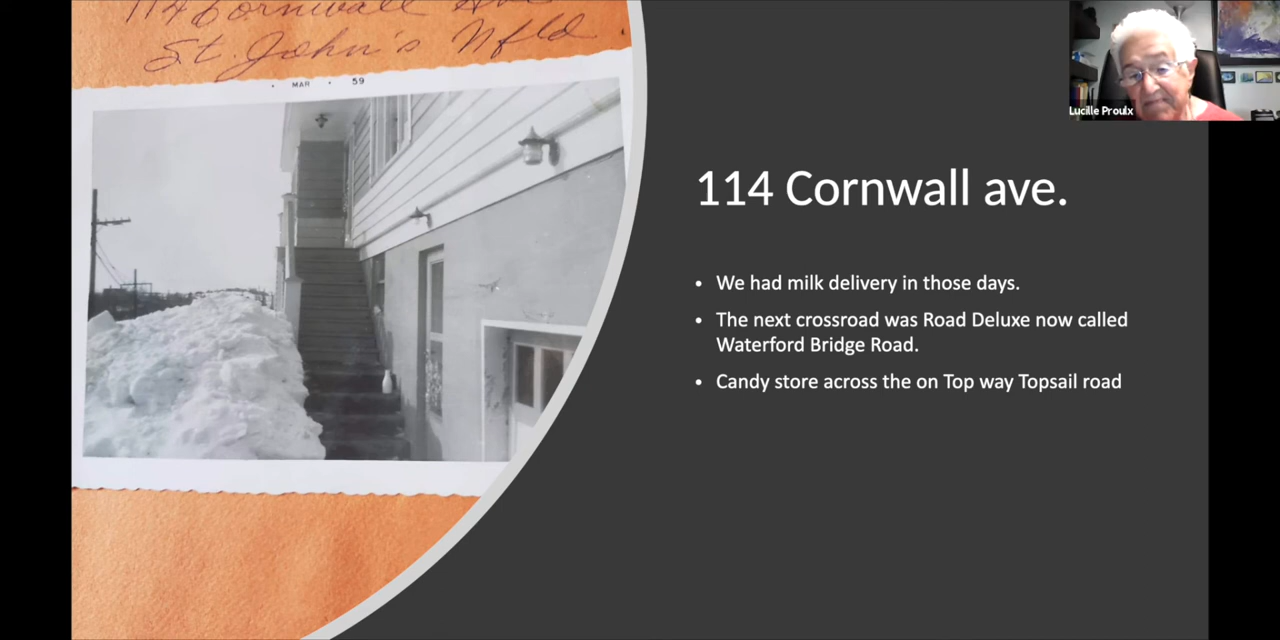 114 Cornwall Ave
St. John's Nfld.
· MAR · 59
Lucille Proulx
114 Cornwall ave.
• We had milk delivery in those days.
• The next crossroad was Road Deluxe now called
Waterford Bridge Road.
• Candy store across the on Top way Topsail road